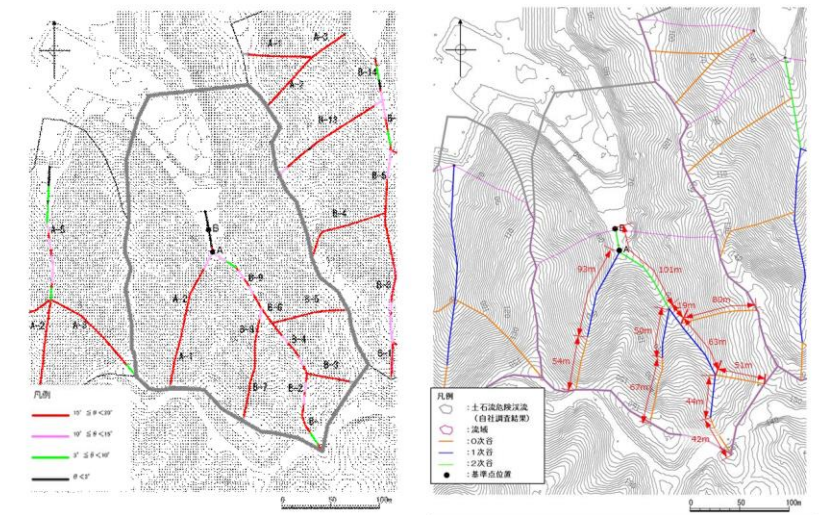 A-1
A-3
A-2
B-14
B-13
B-5
B-4
A-5
B
A
B-9
B-8
A-2
A-2
A-3
B-6
B-5
B-4
B-3
A-1
B-7
B-2
凡例
15° ≦θ<20°
10° ≦θ<15°
3° ≦θ<10°
θ<3°
0
50
100m
B
A
93m
101m
19m
80m
50m
63m
54m
51m
67m
44m
42m
凡例
:土石流危険渓流
(自社調査結果)
:流域
:0次谷
:1次谷
:2次谷
:基準点位置
0
50
100m